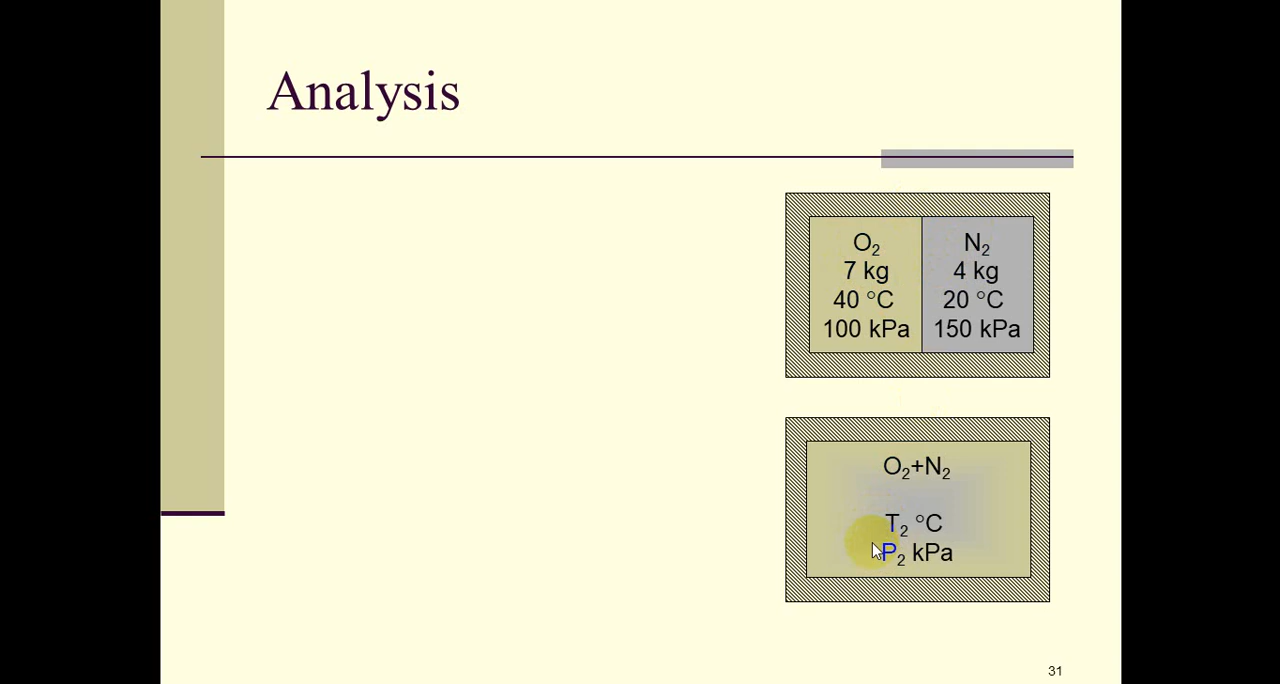 Analysis
O₂
7 kg
40 °C
100 kPa
N₂
4 kg
20 °C
150 kPa
O₂+N₂
T₂ °C
P₂ kPa
31